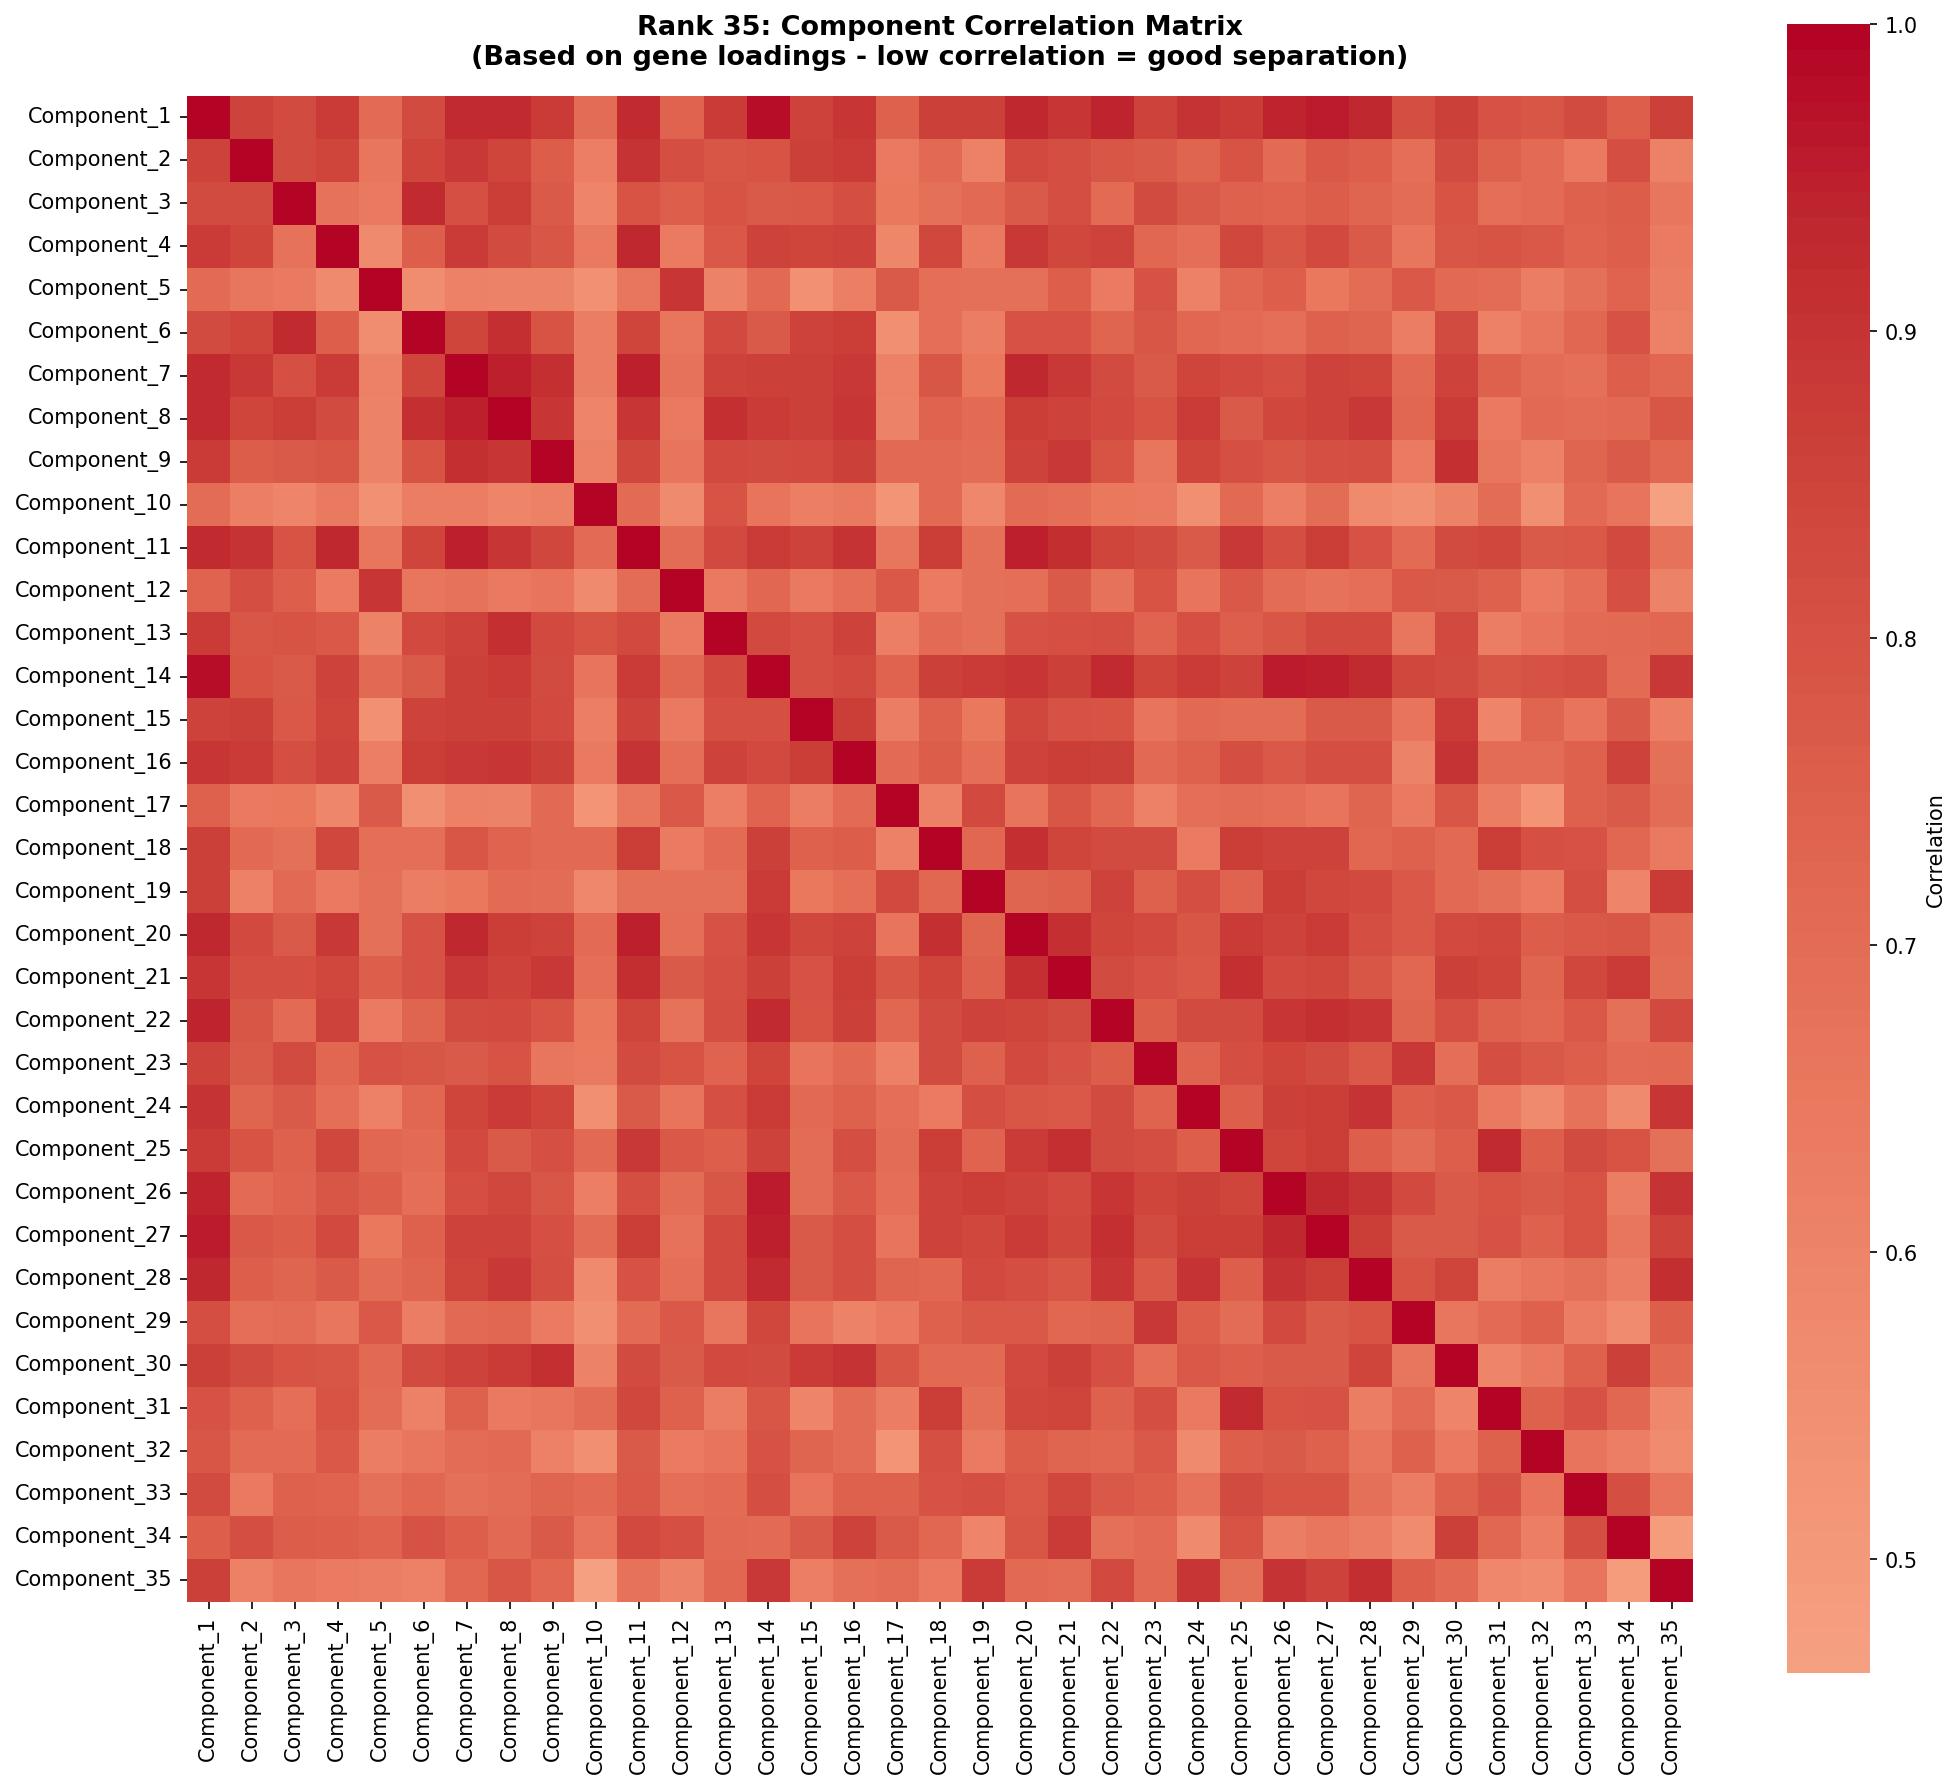 Rank 35: Component Correlation Matrix
(Based on gene loadings - low correlation = good separation)
Component_1
Component_2
Component_3
Component_4
Component_5
Component_6
Component_7
Component_8
Component_9
Component_10
Component_11
Component_12
Component_13
Component_14
Component_15
Component_16
Component_17
Component_18
Component_19
Component_20
Component_21
Component_22
Component_23
Component_24
Component_25
Component_26
Component_27
Component_28
Component_29
Component_30
Component_31
Component_32
Component_33
Component_34
Component_35
Component_1
Component_2
Component_3
Component_4
Component_5
Component_6
Component_7
Component_8
Component_9
Component_10
Component_11
Component_12
Component_13
Component_14
Component_15
Component_16
Component_17
Component_18
Component_19
Component_20
Component_21
Component_22
Component_23
Component_24
Component_25
Component_26
Component_27
Component_28
Component_29
Component_30
Component_31
Component_32
Component_33
Component_34
Component_35
1.0
0.9
0.8
0.7
0.6
0.5
Correlation